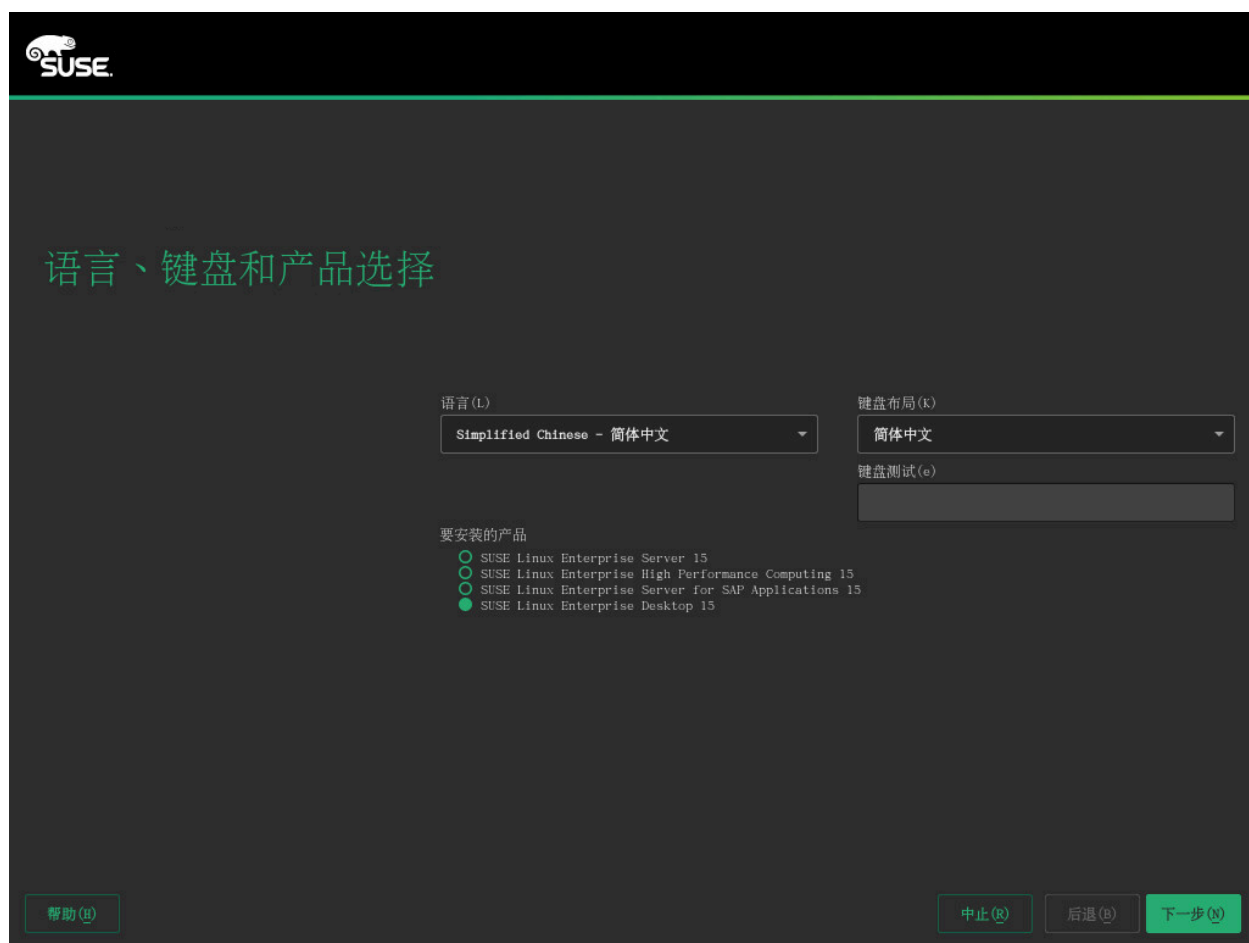 SUSE.
语言、键盘和产品选择
语言(L)
Simplified Chinese - 简体中文
键盘布局(K)
简体中文
键盘测试(e)
要安装的产品
SUSE Linux Enterprise Server 15
SUSE Linux Enterprise High Performance Computing 15
SUSE Linux Enterprise Server for SAP Applications 15
SUSE Linux Enterprise Desktop 15
帮助(H) 中止(R) 后退(B) 下一步(N)